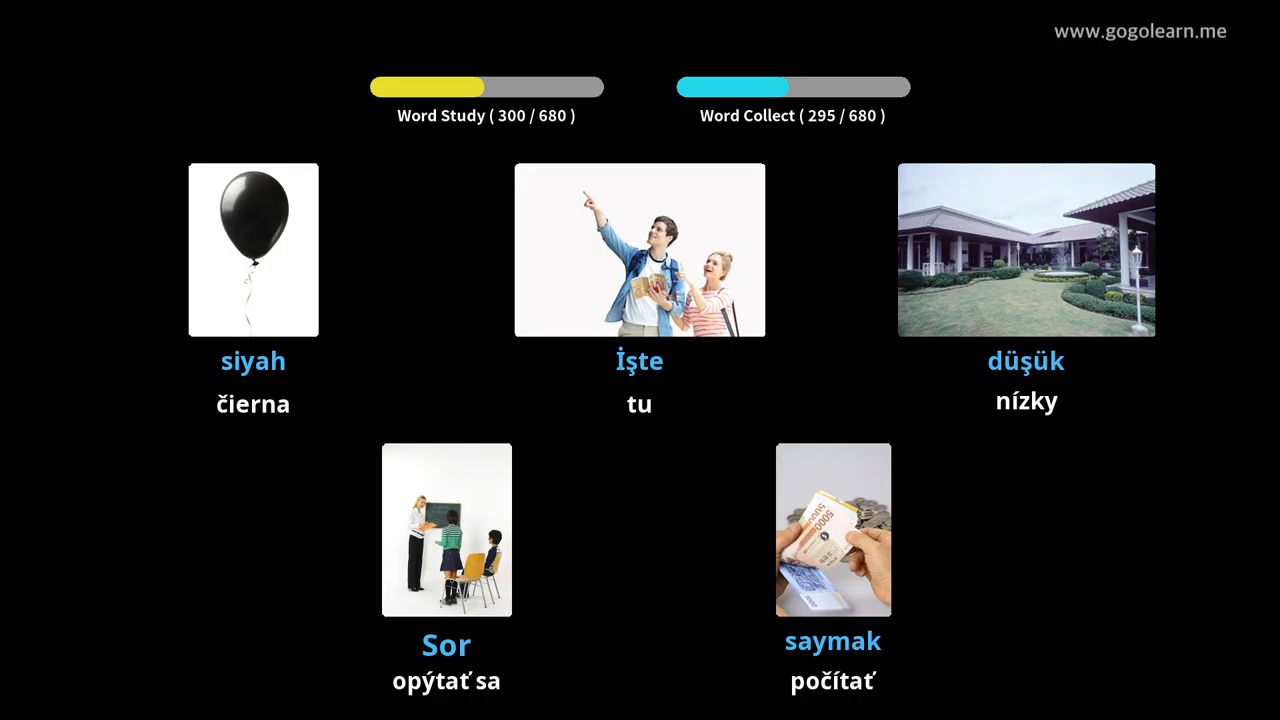 www.gogolearn.me
Word Study ( 300 / 680 )
Word Collect ( 295 / 680 )
siyah
İşte
düşük
čierna
tu
nízky
5000
Sor
saymak
opýtať sa
počítať